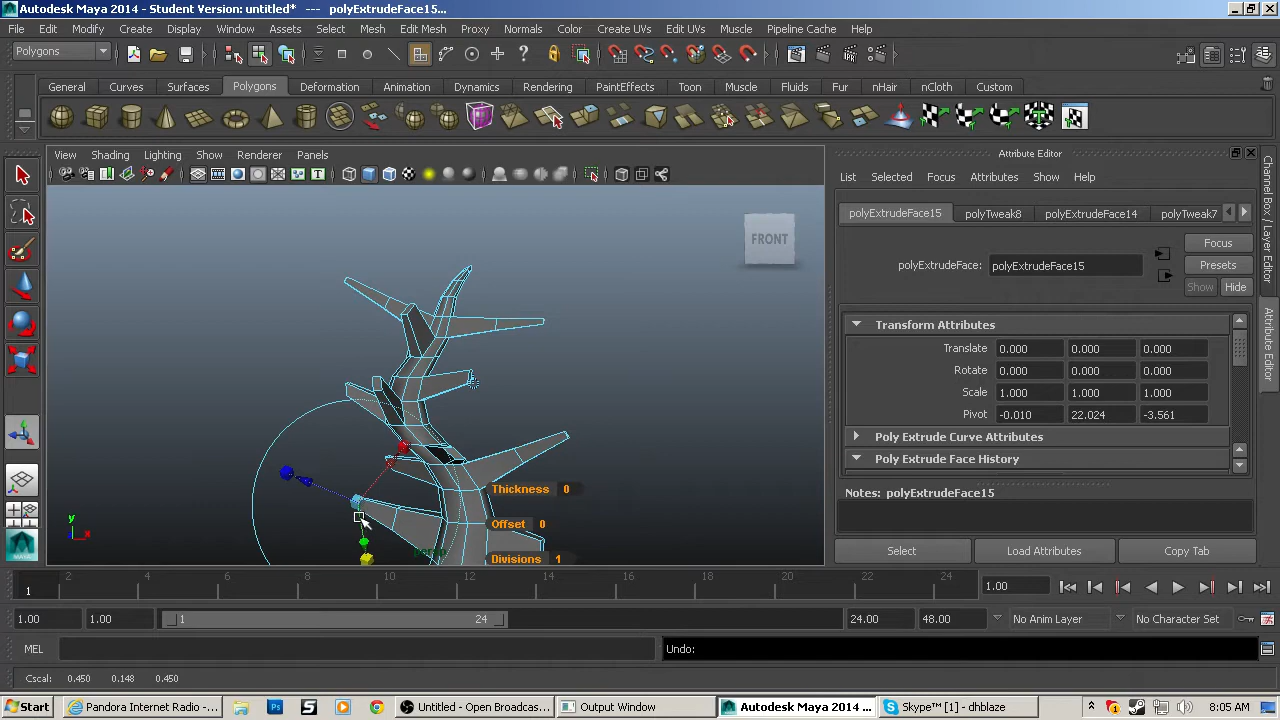 Autodesk Maya 2014 - Student Version: untitled* --- polyExtrudeFace15...
File Edit Modify Create Display Window Assets Select Mesh Edit Mesh Proxy Normals Color Create UVs Edit UVs Muscle Pipeline Cache Help
Polygons
General Curves Surfaces Polygons Deformation Animation Dynamics Rendering PaintEffects Toon Muscle Fluids Fur nHair nCloth Custom
View Shading Lighting Show Renderer Panels
Attribute Editor
List Selected Focus Attributes Show Help
polyExtrudeFace15 polyTweak8 polyExtrudeFace14 polyTweak7
FRONT
Focus
polyExtrudeFace: polyExtrudeFace15
Presets
Show Hide
Transform Attributes
Translate 0.000 0.000 0.000
Rotate 0.000 0.000 0.000
Scale 1.000 1.000 1.000
Pivot -0.010 22.024 -3.561
Poly Extrude Curve Attributes
Poly Extrude Face History
Notes: polyExtrudeFace15
Thickness 0
Offset 0
Divisions 1
y
x
persp
Select Load Attributes Copy Tab
Channel Box / Layer Editor
Attribute Editor
2 4 6 8 10 12 14 16 18 20 22 24
1
1.00
1.00 1.00 1 24 24.00 48.00 No Anim Layer No Character Set
MEL Undo:
Cscal: 0.450 0.148 0.450
Start Pandora Internet Radio -... Untitled - Open Broadcas... Output Window Autodesk Maya 2014 ... Skype™ [1] - dhblaze 8:05 AM